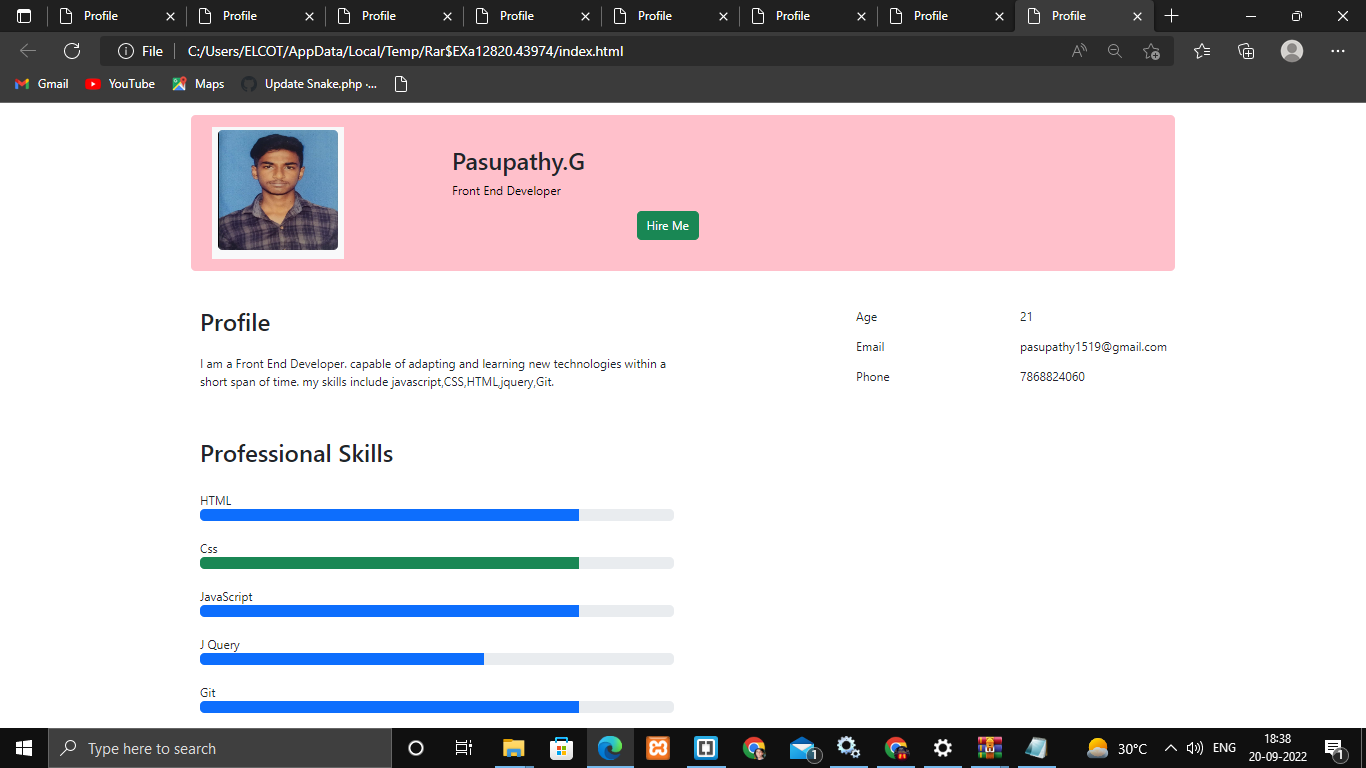 Profile
Profile
Profile
Profile
Profile
Profile
Profile
Profile
File
C:/Users/ELCOT/AppData/Local/Temp/Rar$EXa12820.43974/index.html
Gmail
YouTube
Maps
Update Snake.php ·...
Pasupathy.G
Front End Developer
Hire Me
Profile
I am a Front End Developer. capable of adapting and learning new technologies within a
short span of time. my skills include javascript,CSS,HTML,jquery,Git.
Age 21
Email pasupathy1519@gmail.com
Phone 7868824060
Professional Skills
HTML
Css
JavaScript
J Query
Git
Type here to search
1
30°C
ENG
18:38
20-09-2022
1